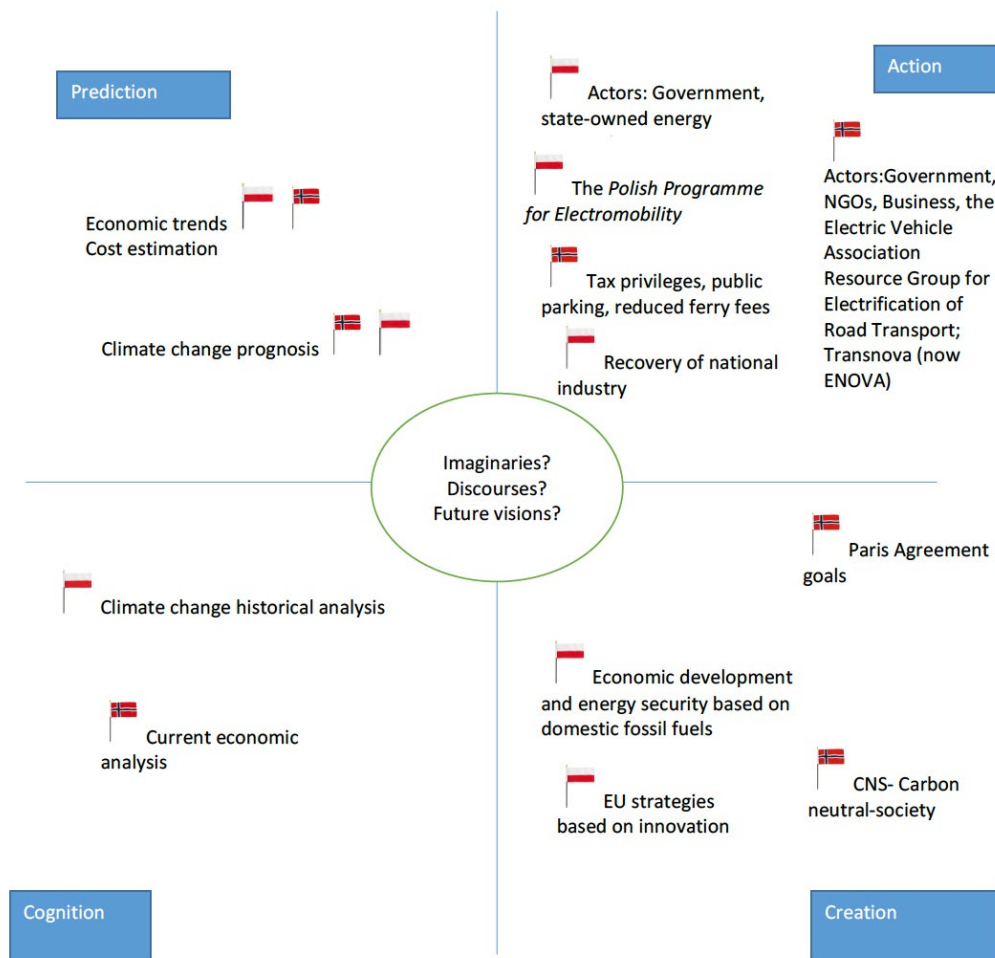 Prediction
Economic trends
Cost estimation
Climate change prognosis
Actors: Government,
state-owned energy
The Polish Programme
for Electromobility
Tax privileges, public
parking, reduced ferry fees
Recovery of national
industry
Action
Actors:Government,
NGOs, Business, the
Electric Vehicle
Association
Resource Group for
Electrification of
Road Transport;
Transnova (now
ENOVA)
Imaginaries?
Discourses?
Future visions?
Climate change historical analysis
Current economic
analysis
Cognition
Paris Agreement
goals
Economic development
and energy security based on
domestic fossil fuels
EU strategies
based on innovation
CNS- Carbon
neutral-society
Creation